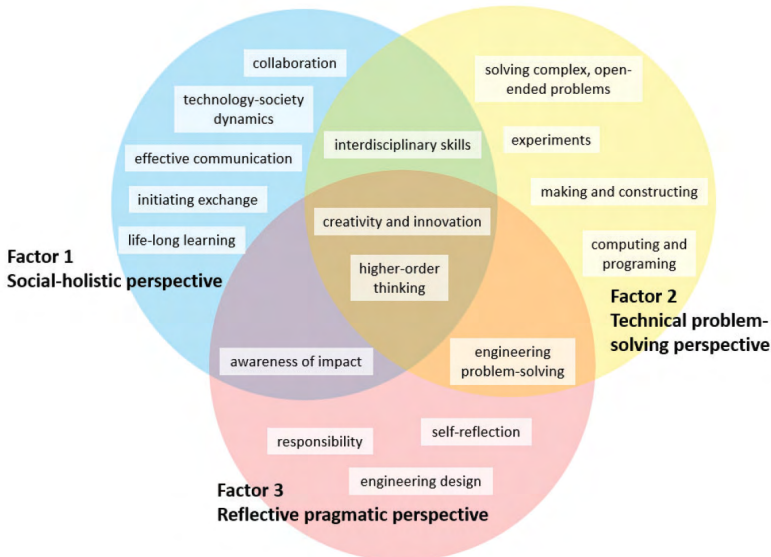 collaboration
technology-society
dynamics
effective communication
initiating exchange
life-long learning
Factor 1
Social-holistic perspective
interdisciplinary skills
solving complex, open-
ended problems
experiments
making and constructing
computing and
programing
Factor 2
Technical problem-
solving perspective
creativity and innovation
higher-order
thinking
awareness of impact
engineering
problem-solving
responsibility
self-reflection
engineering design
Factor 3
Reflective pragmatic perspective